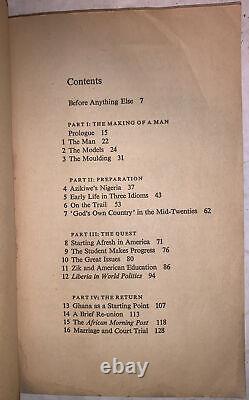 Contents
Before Anything Else 7
PART I: THE MAKING OF A MAN
Prologue 15
1 The Man 22
2 The Models 24
3 The Moulding 31
PART II: PREPARATION
4 Azikiwe's Nigeria 37
5 Early Life in Three Idioms 43
6 On the Trail 53
7 'God's Own Country' in the Mid-Twenties 62
PART III: THE QUEST
8 Starting Afresh in America 71
9 The Student Makes Progress 76
10 The Great Issues 80
11 Zik and American Education 86
12 Liberia in World Politics 94
PART IV: THE RETURN
13 Ghana as a Starting Point 107
14 A Brief Re-union 113
15 The African Morning Post 118
16 Marriage and Court Trial 128
thc6.com